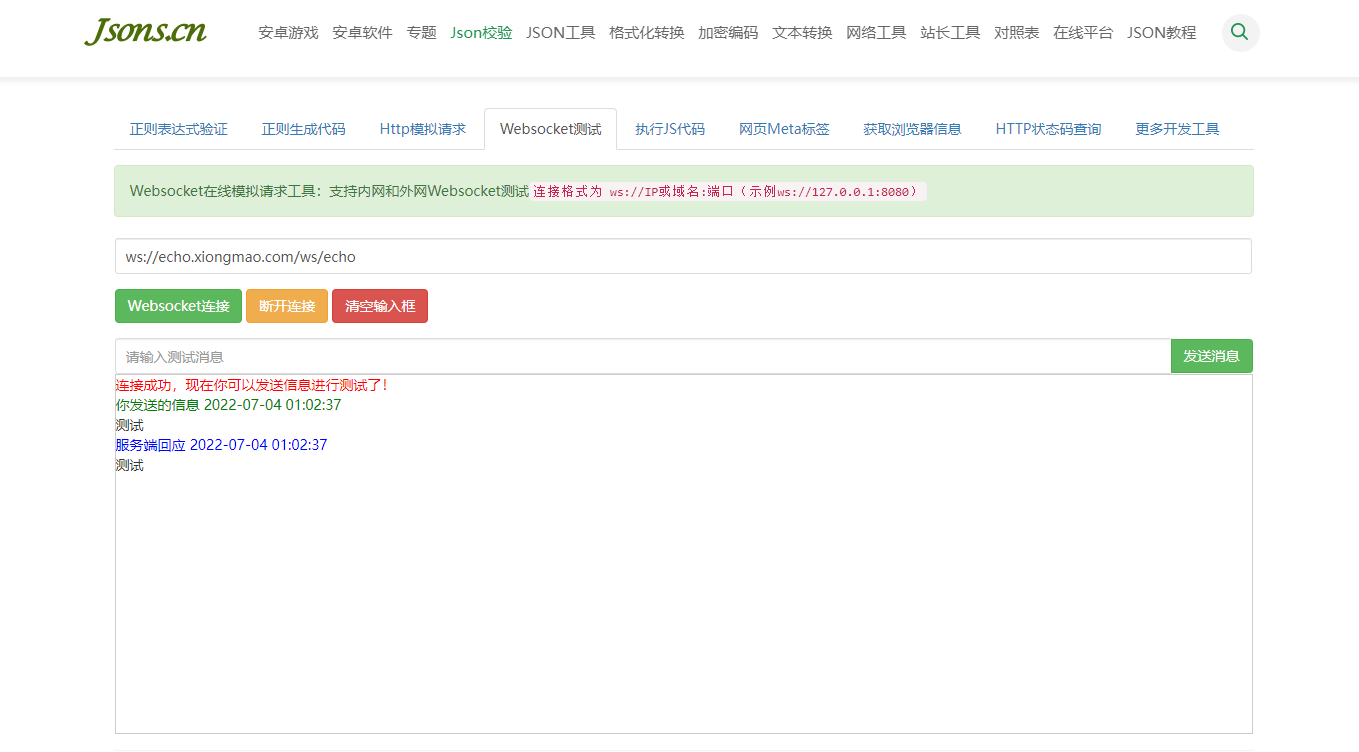 Jsons.cn
安卓游戏 安卓软件 专题 Json校验 JSON工具 格式化转换 加密编码 文本转换 网络工具 站长工具 对照表 在线平台 JSON教程
正则表达式验证 正则生成代码 Http模拟请求 Websocket测试 执行JS代码 网页Meta标签 获取浏览器信息 HTTP状态码查询 更多开发工具
Websocket在线模拟请求工具：支持内网和外网Websocket测试 连接格式为 ws://IP或域名:端口（示例ws://127.0.0.1:8080）
ws://echo.xiongmao.com/ws/echo
Websocket连接 断开连接 清空输入框
请输入测试消息 发送消息
连接成功，现在你可以发送信息进行测试了！
你发送的信息 2022-07-04 01:02:37
测试
服务端回应 2022-07-04 01:02:37
测试